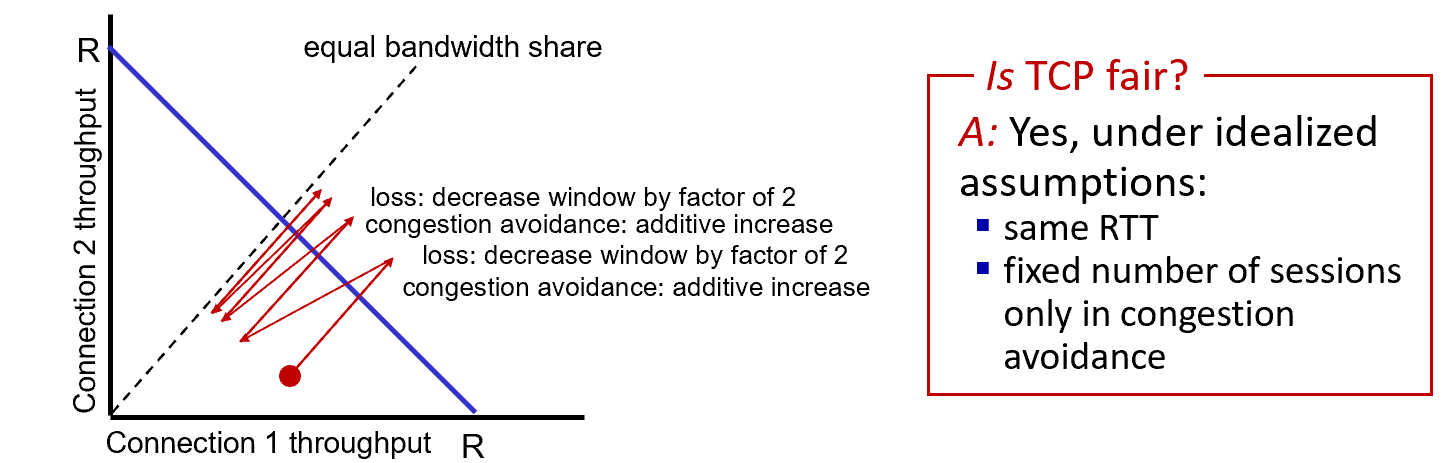 R
equal bandwidth share
Connection 2 throughput
loss: decrease window by factor of 2
congestion avoidance: additive increase
loss: decrease window by factor of 2
congestion avoidance: additive increase
Connection 1 throughput
R
Is TCP fair?
A: Yes, under idealized
assumptions:
same RTT
fixed number of sessions
only in congestion
avoidance